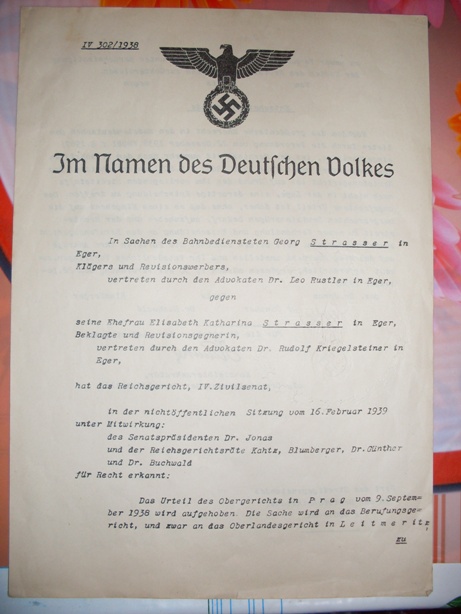 IV 302/1938
Im Namen des Deutschen Volkes
In Sachen des Bahnbediensteten Georg Strasser in
Eger,
Klägers und Revisionswerbers,
vertreten durch den Advokaten Dr. Leo Rustler in Eger,
gegen
seine Ehefrau Elisabeth Katharina Strasser in Eger,
Beklagte und Revisionsgegnerin,
vertreten durch den Advokaten Dr. Rudolf Kriegelsteiner in
Eger,
hat das Reichsgericht, IV.Zivilsenat,
in der nichtöffentlichen Sitzung vom 16.Februar 1939
unter Mitwirkung:
des Senatspräsidenten Dr. Jonas
und der Reichsgerichtsräte Kahtz, Blumberger, Dr.Günther
und Dr. Buchwald
für Recht erkannt:
Das Urteil des Obergerichts in Prag vom 9.Septem-
ber 1938 wird aufgehoben. Die Sache wird an das Berufungsge-
richt, und zwar an das Oberlandesgericht in Leitmeritz,
zu